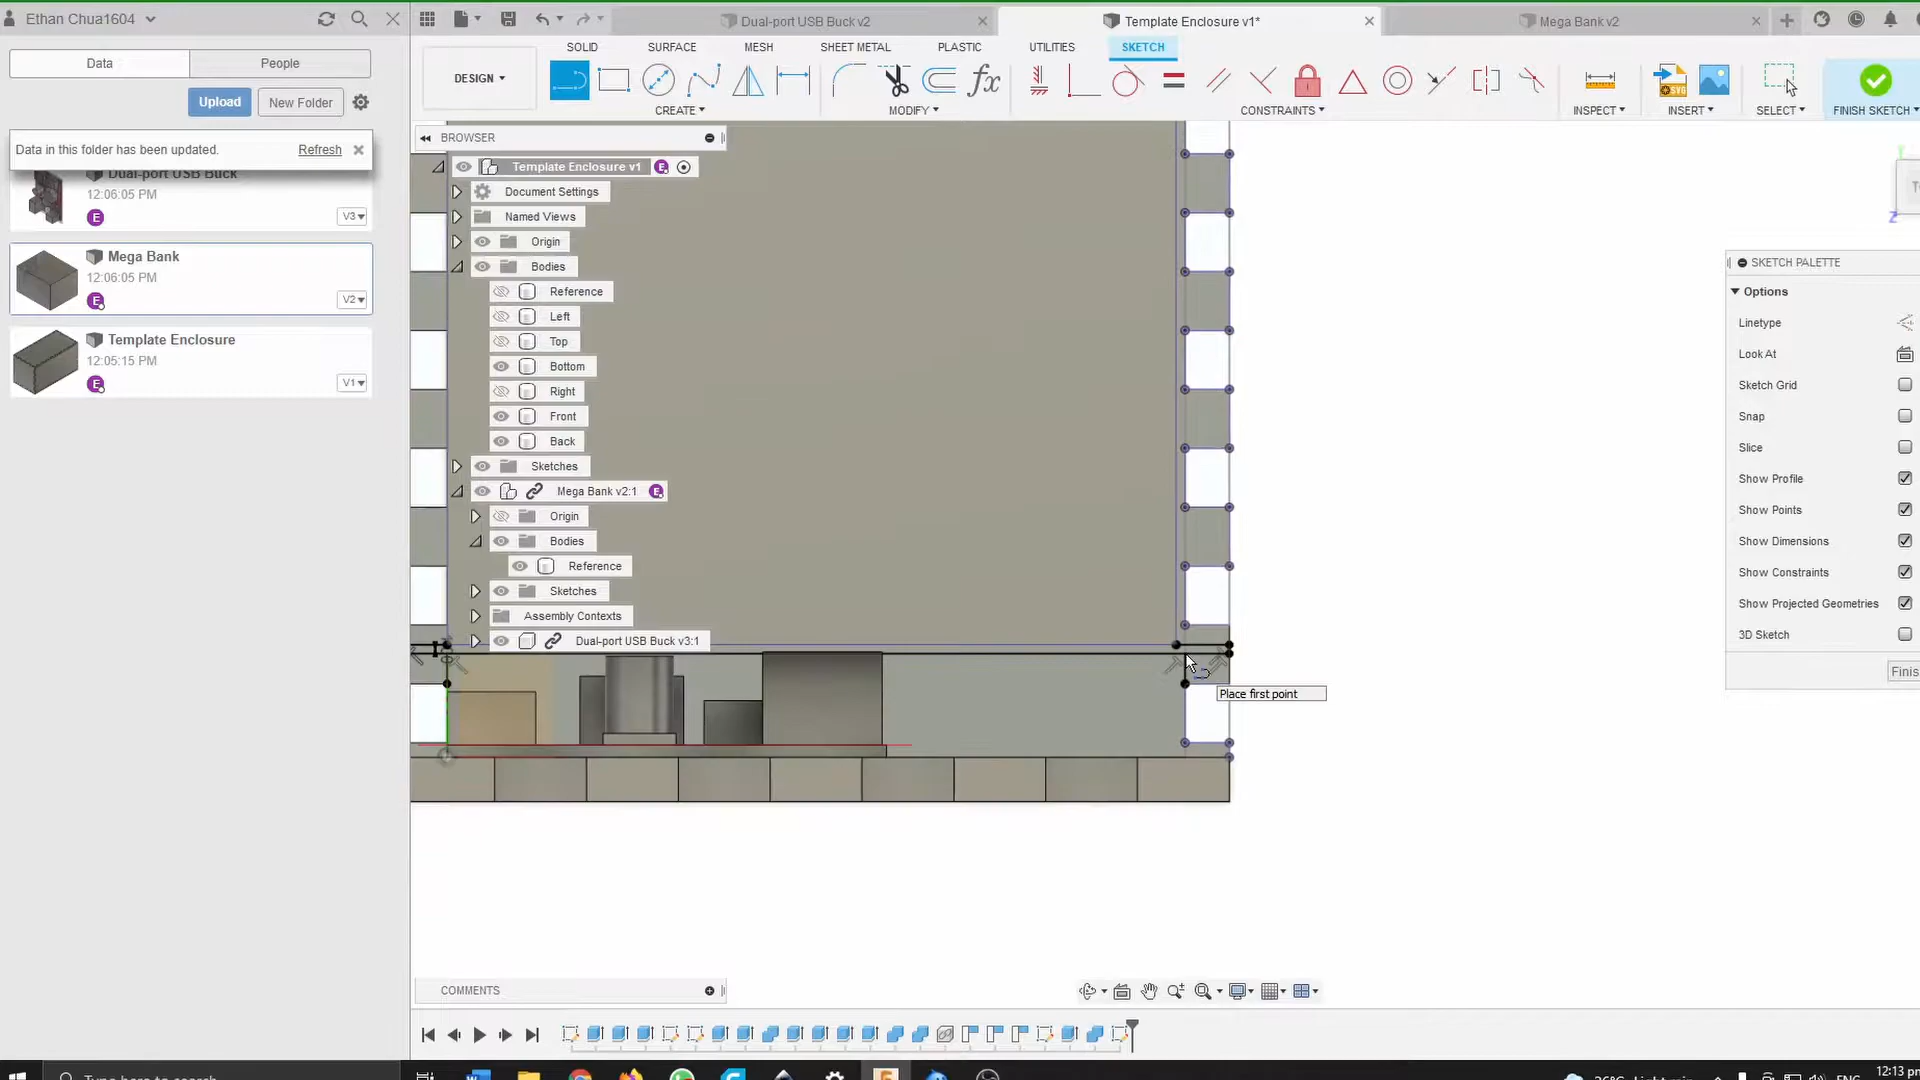 Ethan Chua1604
Dual-port USB Buck v2
Template Enclosure v1*
Mega Bank v2
Data
People
SOLID
SURFACE
MESH
SHEET METAL
PLASTIC
UTILITIES
SKETCH
DESIGN
Upload
New Folder
CREATE
MODIFY
CONSTRAINTS
INSPECT
INSERT
SELECT
FINISH SKETCH
Data in this folder has been updated.
Refresh
Dual-port USB Buck
12:06:05 PM
E
V3
Mega Bank
12:06:05 PM
E
V2
Template Enclosure
12:05:15 PM
E
V1
BROWSER
Template Enclosure v1
E
Document Settings
Named Views
Origin
Bodies
Reference
Left
Top
Bottom
Right
Front
Back
Sketches
Mega Bank v2:1
E
Origin
Bodies
Reference
Sketches
Assembly Contexts
Dual-port USB Buck v3:1
Place first point
Z
SKETCH PALETTE
Options
Linetype
Look At
Sketch Grid
Snap
Slice
Show Profile
Show Points
Show Dimensions
Show Constraints
Show Projected Geometries
3D Sketch
Finis
COMMENTS
12:13 pm